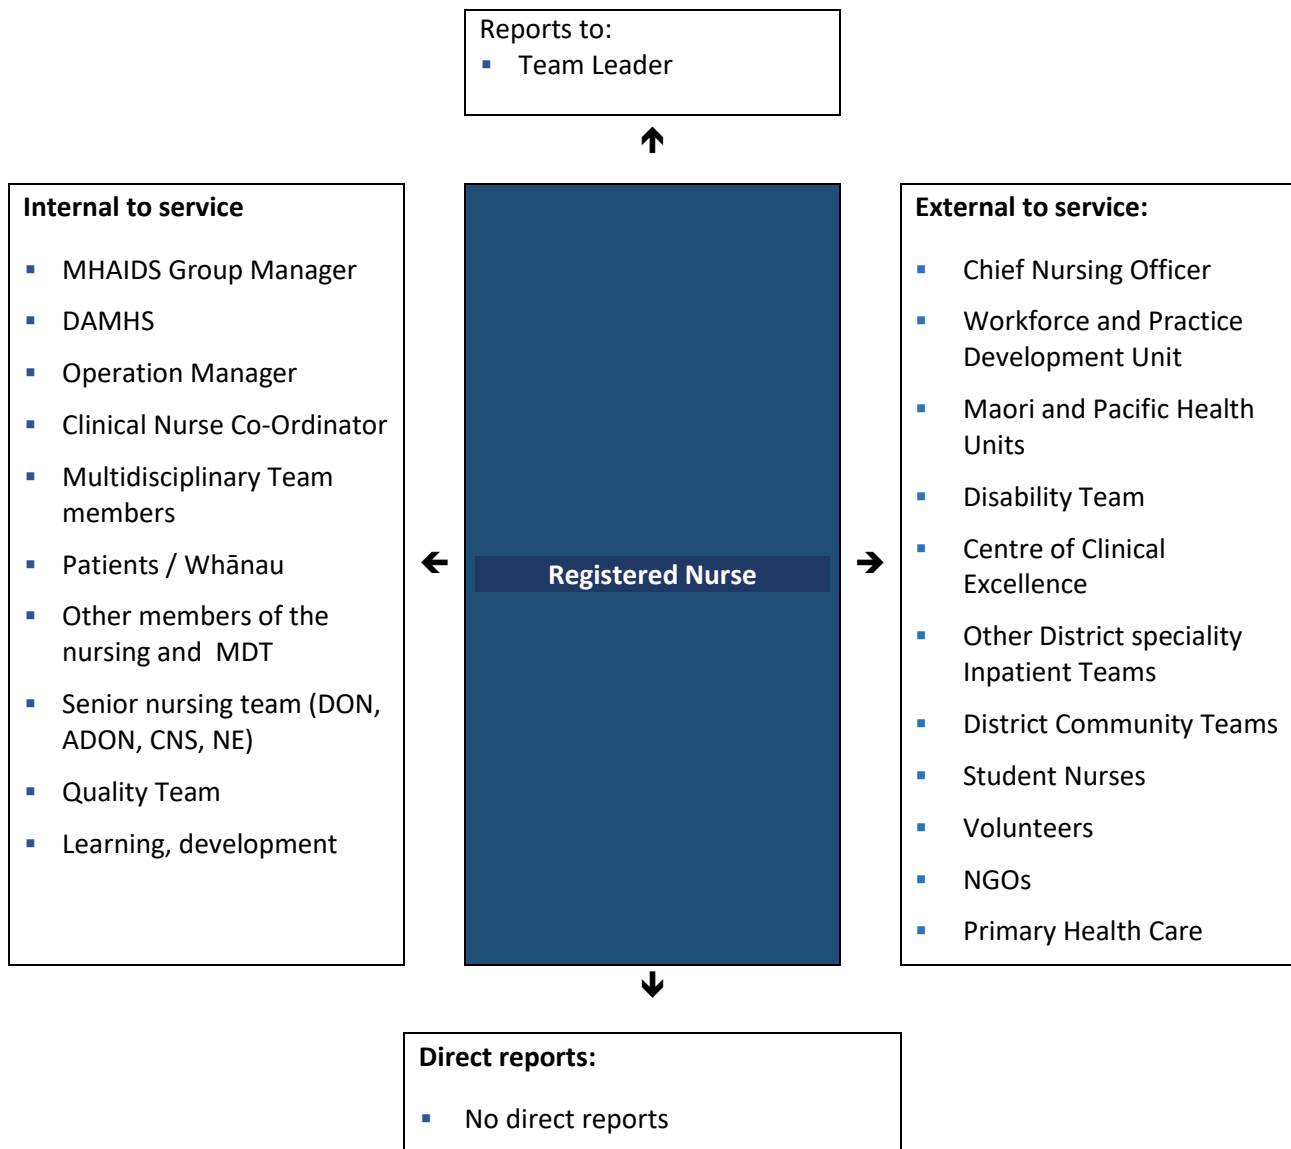 Reports to:
▪ Team Leader
Internal to service
▪ MHAIDS Group Manager
▪ DAMHS
▪ Operation Manager
▪ Clinical Nurse Co-Ordinator
▪ Multidisciplinary Team
members
▪ Patients / Whānau
▪ Other members of the
nursing and  MDT
▪ Senior nursing team (DON,
ADON, CNS, NE)
▪ Quality Team
▪ Learning, development
Registered Nurse
External to service:
▪ Chief Nursing Officer
▪ Workforce and Practice
Development Unit
▪ Maori and Pacific Health
Units
▪ Disability Team
▪ Centre of Clinical
Excellence
▪ Other District speciality
Inpatient Teams
▪ District Community Teams
▪ Student Nurses
▪ Volunteers
▪ NGOs
▪ Primary Health Care
Direct reports:
▪ No direct reports